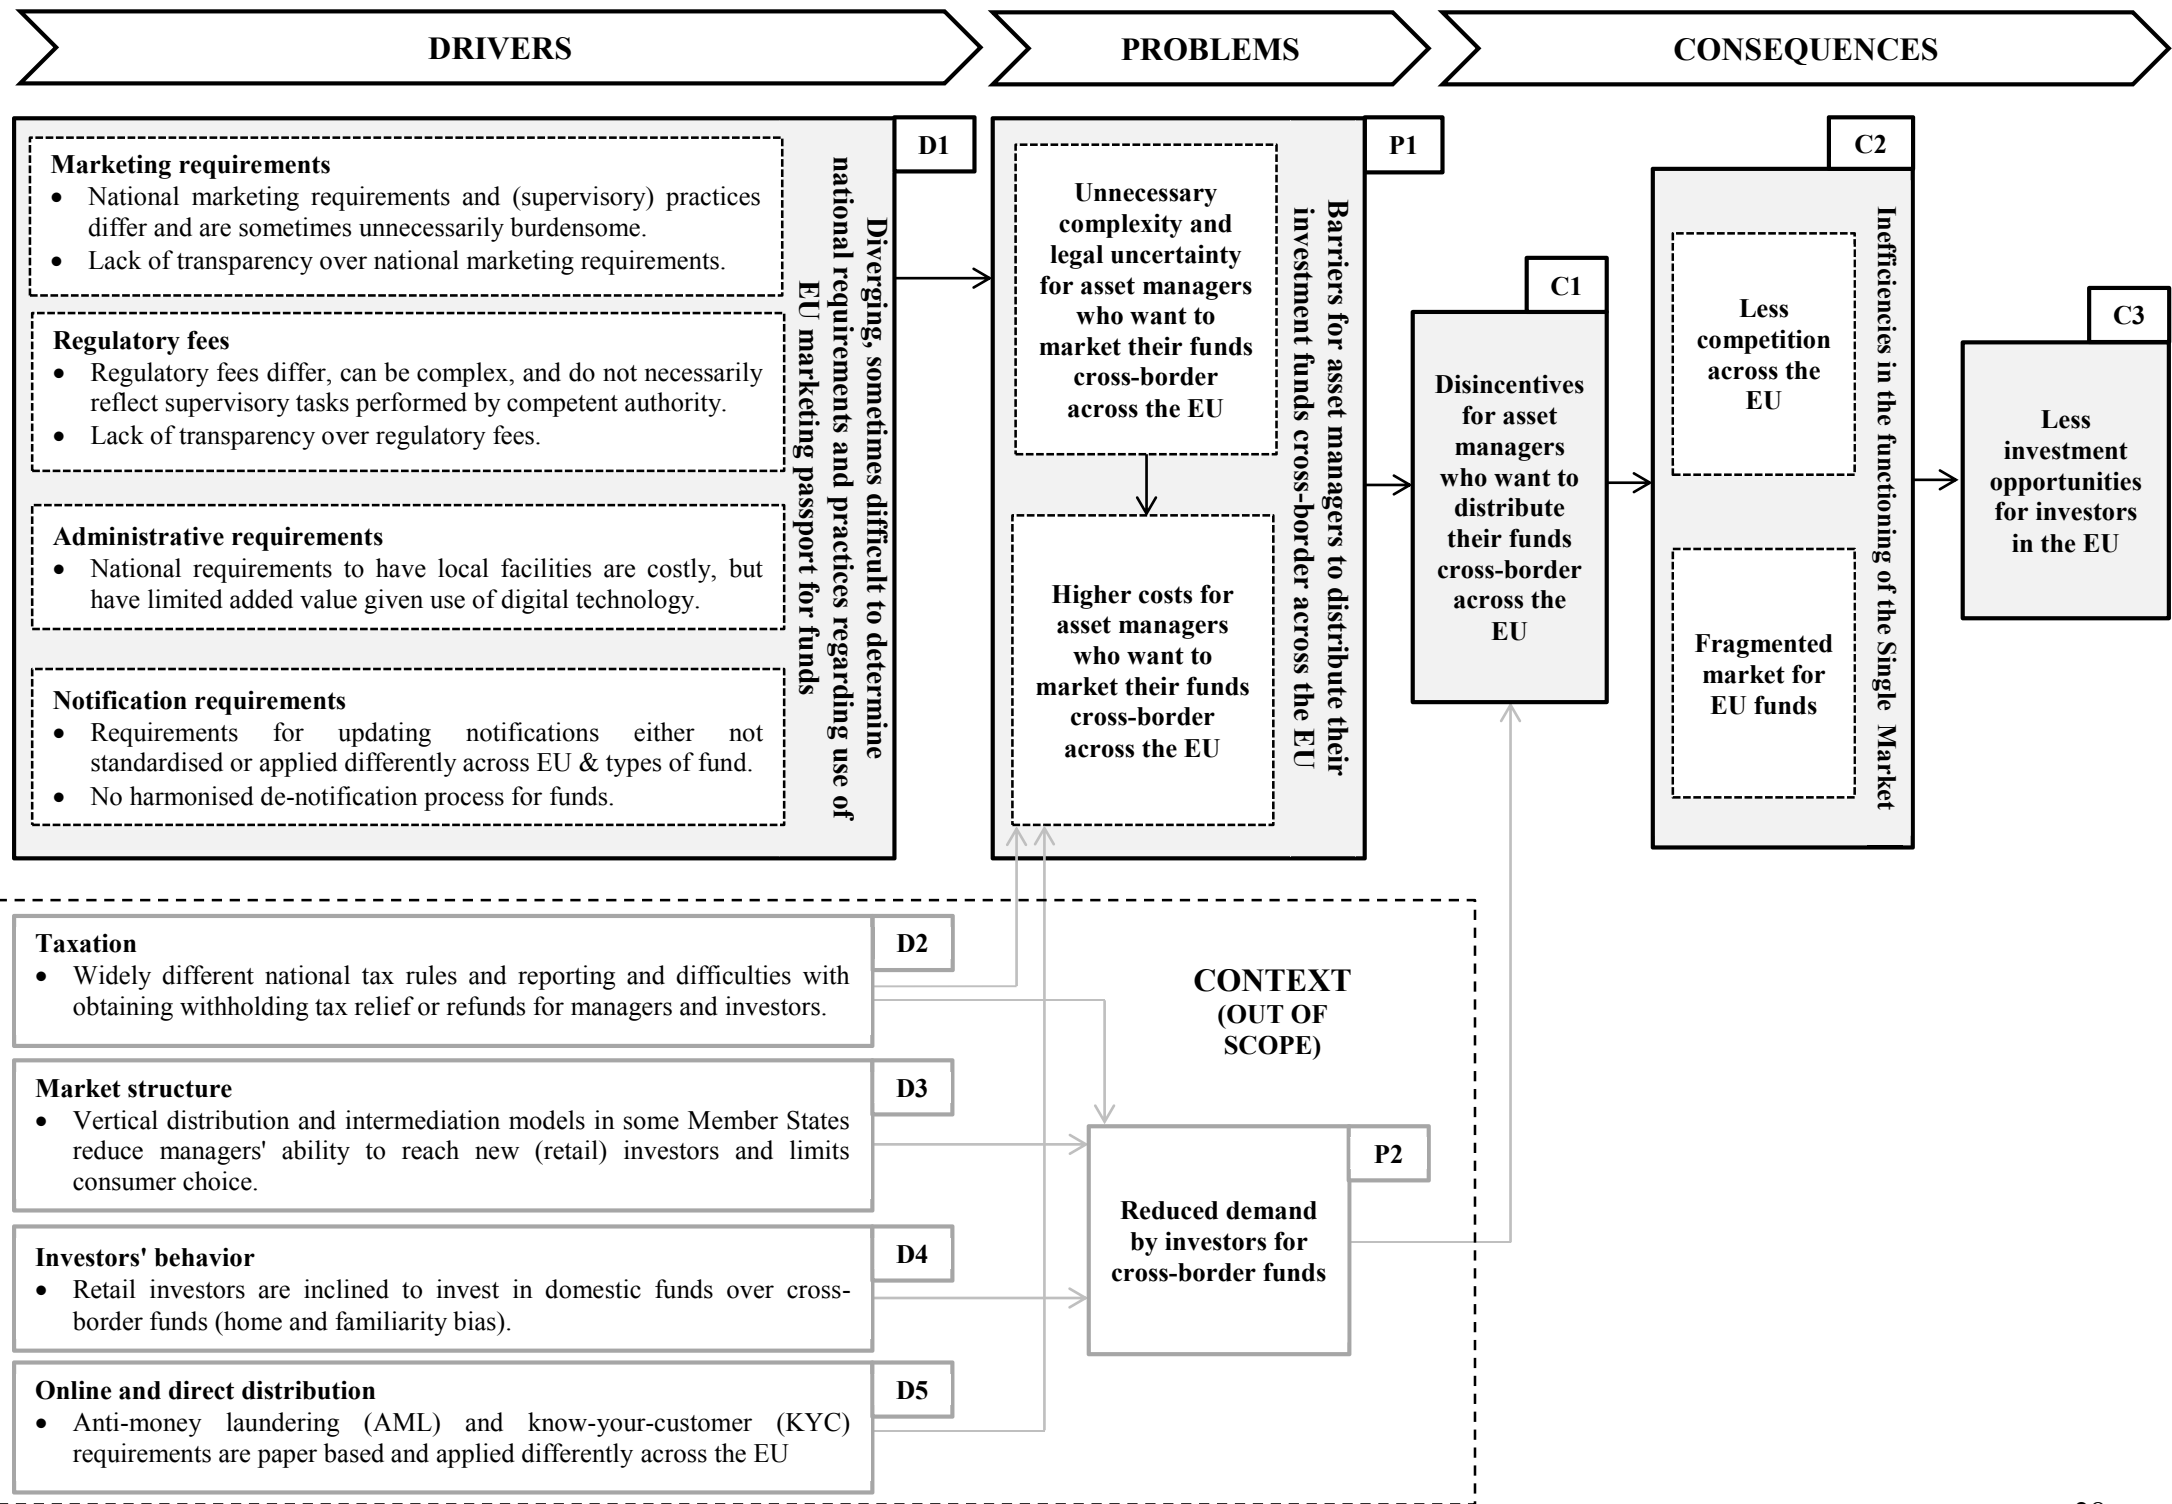 DRIVERS
PROBLEMS
CONSEQUENCES
D1
Marketing requirements
• National marketing requirements and (supervisory) practices
differ and are sometimes unnecessarily burdensome.
• Lack of transparency over national marketing requirements.
Regulatory fees
• Regulatory fees differ, can be complex, and do not necessarily
reflect supervisory tasks performed by competent authority.
• Lack of transparency over regulatory fees.
Administrative requirements
• National requirements to have local facilities are costly, but
have limited added value given use of digital technology.
Notification requirements
• Requirements for updating notifications either not
standardised or applied differently across EU & types of fund.
• No harmonised de-notification process for funds.
Diverging, sometimes difficult to determine
national requirements and practices regarding use of
EU marketing passport for funds
P1
Unnecessary
complexity and
legal uncertainty
for asset managers
who want to
market their funds
cross-border
across the EU
Higher costs for
asset managers
who want to
market their funds
cross-border
across the EU
Barriers for asset managers to distribute their
investment funds cross-border across the EU
C1
Disincentives
for asset
managers
who want to
distribute
their funds
cross-border
across the
EU
C2
Less
competition
across the
EU
Fragmented
market for
EU funds
Inefficiencies in the functioning of the Single Market
C3
Less
investment
opportunities
for investors
in the EU
Taxation
D2
• Widely different national tax rules and reporting and difficulties with
obtaining withholding tax relief or refunds for managers and investors.
CONTEXT
(OUT OF
SCOPE)
Market structure
D3
• Vertical distribution and intermediation models in some Member States
reduce managers' ability to reach new (retail) investors and limits
consumer choice.
P2
Reduced demand
by investors for
cross-border funds
Investors' behavior
D4
• Retail investors are inclined to invest in domestic funds over cross-
border funds (home and familiarity bias).
Online and direct distribution
D5
• Anti-money laundering (AML) and know-your-customer (KYC)
requirements are paper based and applied differently across the EU